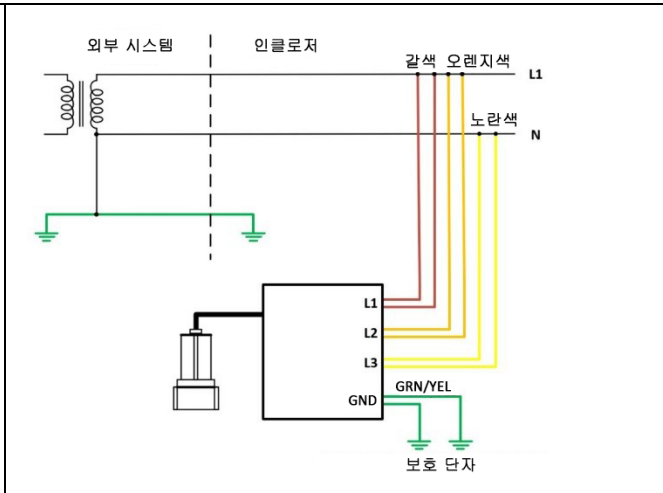 외부 시스템
인클로저
갈색 오렌지색
L1
노란색
N
L1
L2
L3
GRN/YEL
GND
보호 단자